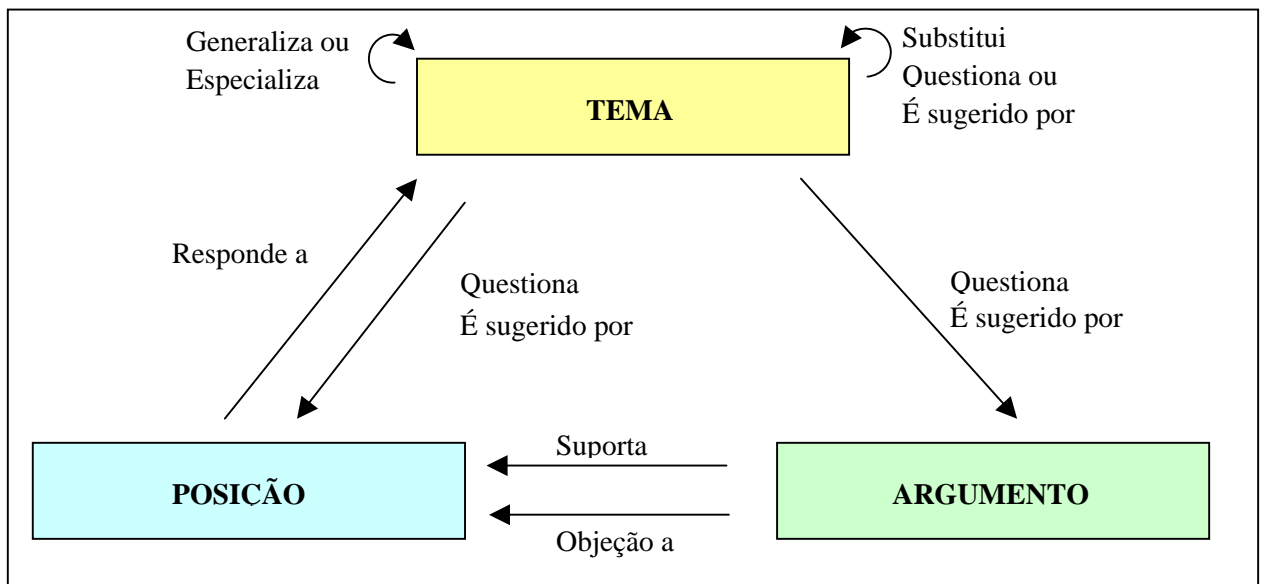 Generaliza ou
Especializa
Substitui
Questiona ou
É sugerido por
TEMA
Responde a
Questiona
É sugerido por
Questiona
É sugerido por
Suporta
POSIÇÃO
ARGUMENTO
Objeção a